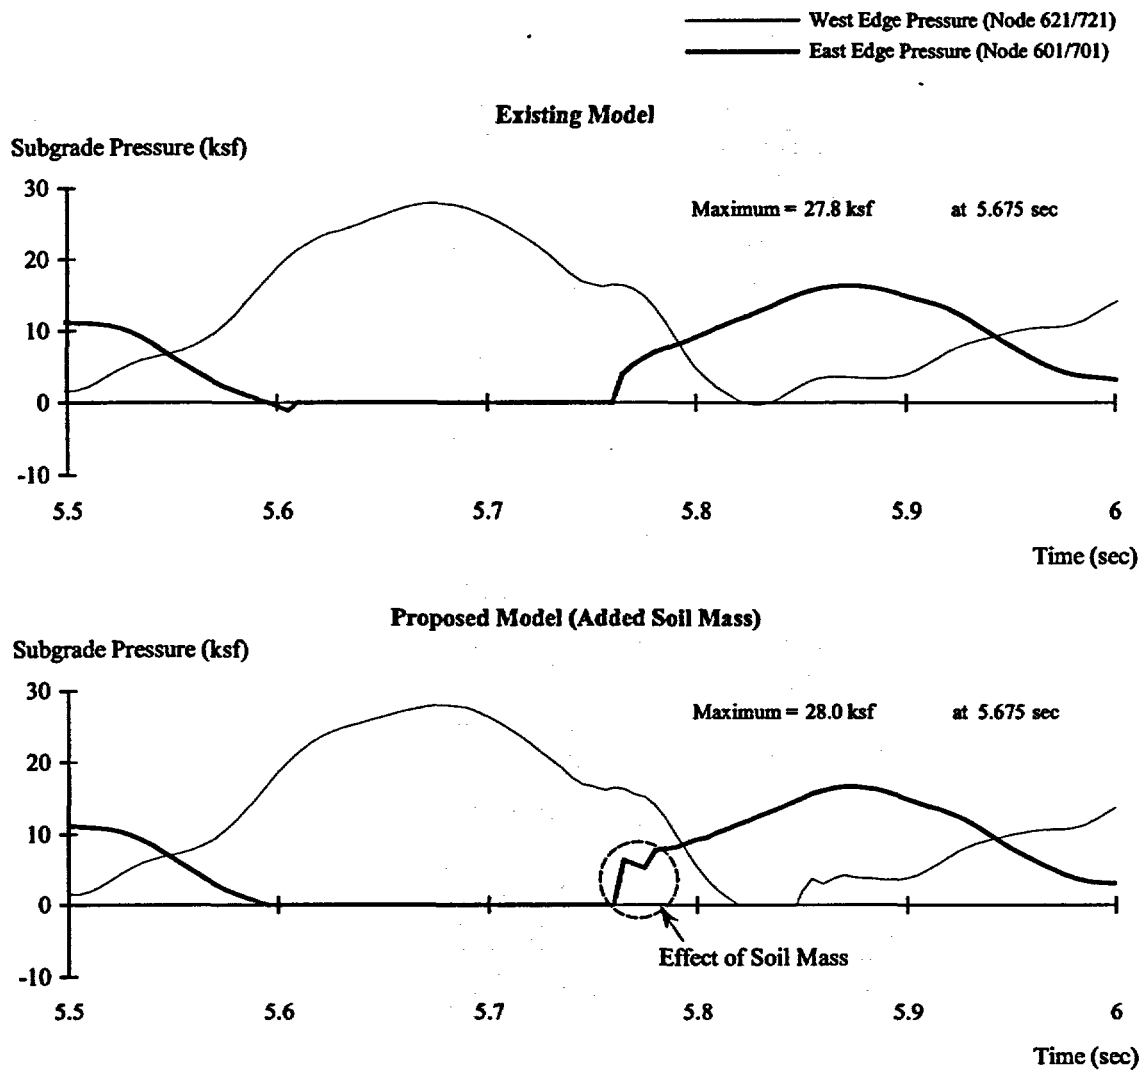 West Edge Pressure (Node 621/721)
East Edge Pressure (Node 601/701)
Existing Model
Subgrade Pressure (ksf)
Maximum = 27.8 ksf at 5.675 sec
30
20
10
0
-10
5.5 5.6 5.7 5.8 5.9 6
Time (sec)
Proposed Model (Added Soil Mass)
Subgrade Pressure (ksf)
Maximum = 28.0 ksf at 5.675 sec
30
20
10
0
-10
Effect of Soil Mass
5.5 5.6 5.7 5.8 5.9 6
Time (sec)